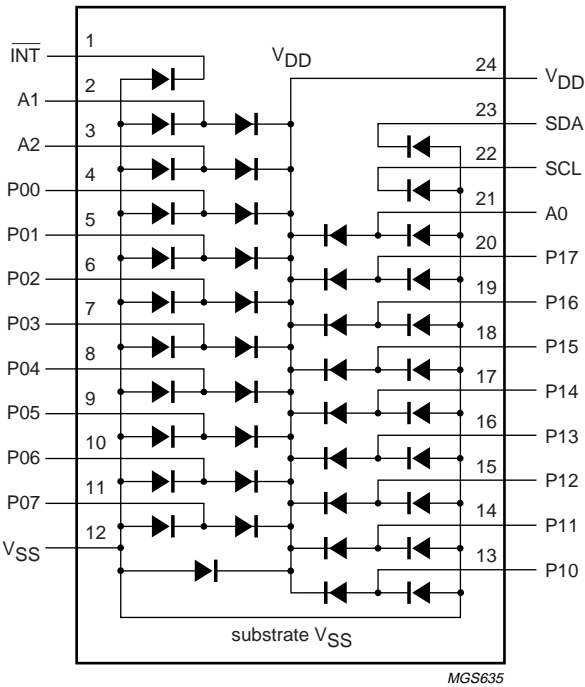 INT
1
2
A1
3
A2
4
P00
5
P01
6
P02
7
P03
8
P04
9
P05
10
P06
11
P07
12
VSS
VDD
24
VDD
23
SDA
22
SCL
21
A0
20
P17
19
P16
18
P15
17
P14
16
P13
15
P12
14
P11
13
P10
substrate VSS
MGS635